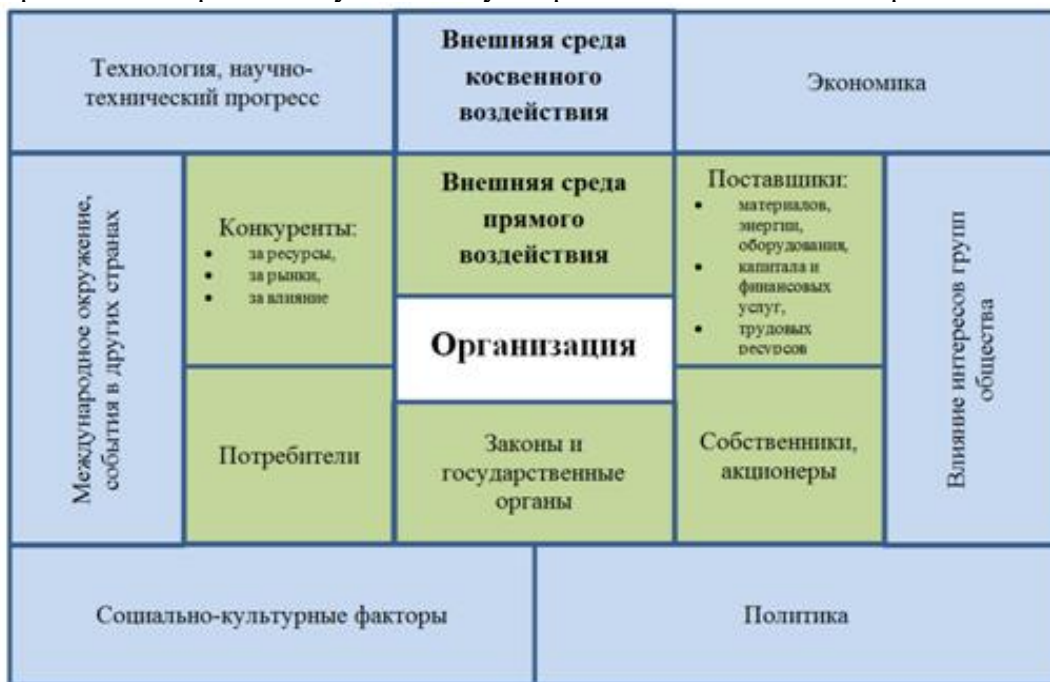 Технология, научно-
технический прогресс
Внешняя среда
косвенного
воздействия
Экономика
Международное окружение,
события в других странах
Конкуренты:
• за ресурсы,
• за рынки,
• за влияние
Внешняя среда
прямого
воздействия
Поставщики:
• материалов,
энергии,
оборудования,
• капитала и
финансовых
услуг,
• трудовых
ресурсов
Влияние интересов групп
общества
Организация
Потребители
Законы и
государственные
органы
Собственники,
акционеры
Социально-культурные факторы
Политика